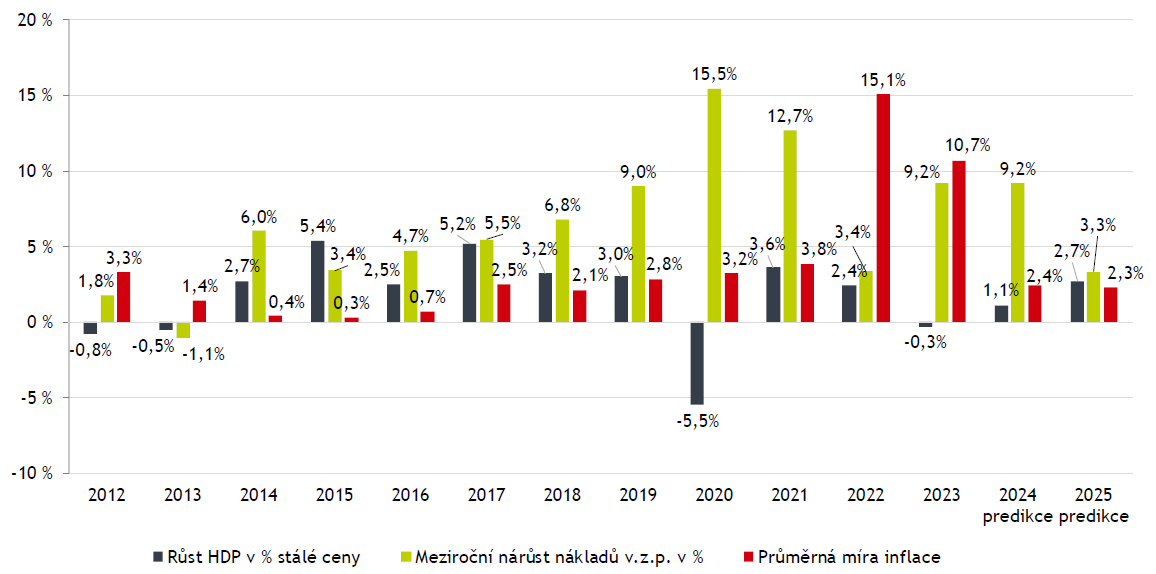 20 %
15 %
10 %
5 %
0 %
-5 %
-10 %
-0,8% 1,8% 3,3%
-0,5% -1,1% 1,4%
2,7% 6,0% 0,4%
5,4% 3,4% 0,3%
2,5% 4,7% 0,7%
5,2% 5,5% 2,5%
3,2% 6,8% 2,1%
3,0% 9,0% 2,8%
-5,5% 15,5% 3,2%
3,6% 12,7% 3,8%
2,4% 3,4% 15,1%
-0,3% 9,2% 10,7%
1,1% 9,2% 2,4%
2,7% 3,3% 2,3%
2012 2013 2014 2015 2016 2017 2018 2019 2020 2021 2022 2023 2024 2025
predikce predikce
Růst HDP v % stálé ceny Meziroční nárůst nákladů v.z.p. v % Průměrná míra inflace